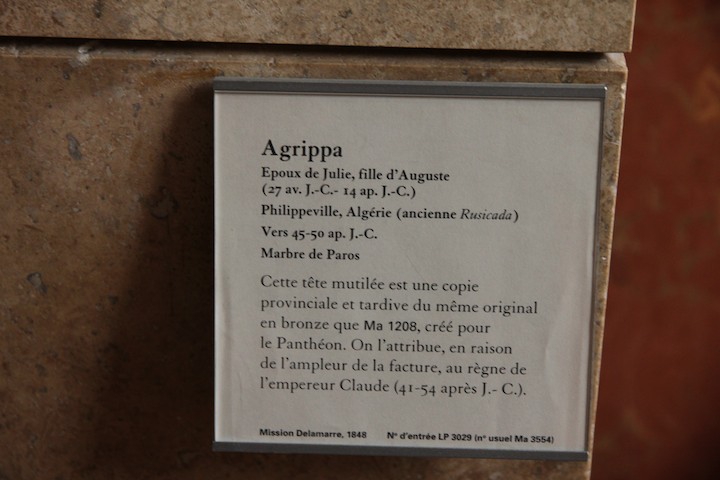 Agrippa
Epoux de Julie, fille d'Auguste
(27 av. J.-C.- 14 ap. J.-C.)
Philippeville, Algérie (ancienne Rusicada)
Vers 45-50 ap. J.-C.
Marbre de Paros
Cette tête mutilée est une copie
provinciale et tardive du même original
en bronze que Ma 1208, créé pour
le Panthéon. On l'attribue, en raison
de l'ampleur de la facture, au règne de
l'empereur Claude (41-54 après J.- C.).
Mission Delamarre, 1848 N° d'entrée LP 3029 (n° usuel Ma 3554)